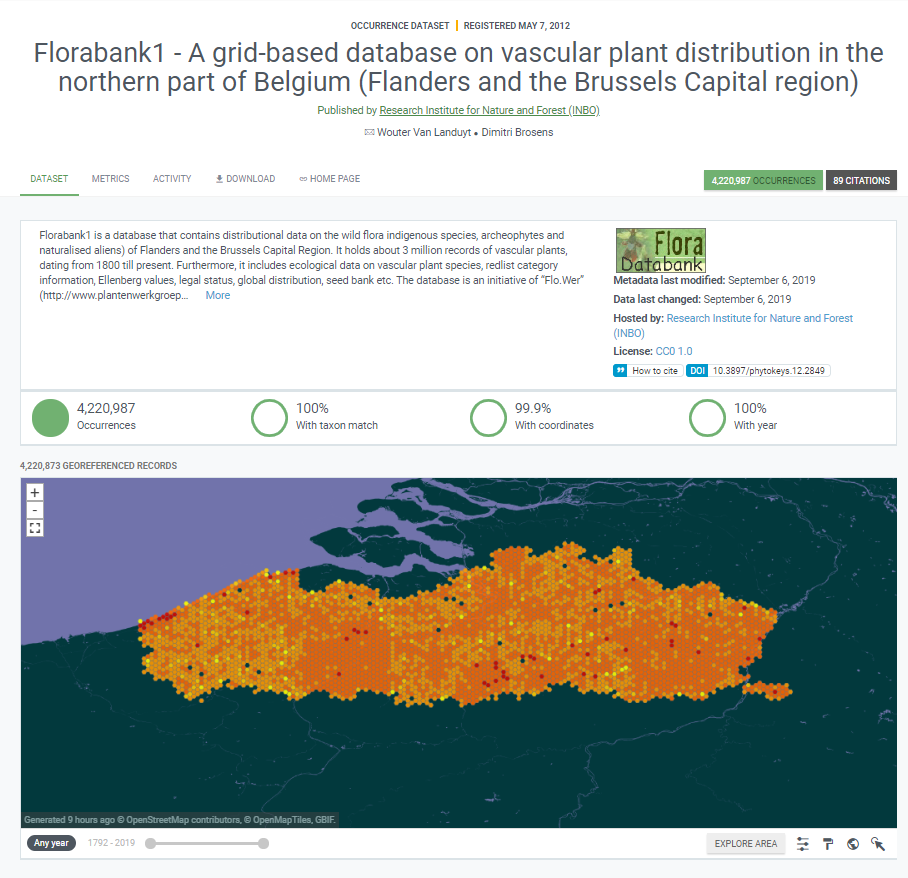 OCCURRENCE DATASET | REGISTERED MAY 7, 2012
Florabank1 - A grid-based database on vascular plant distribution in the
northern part of Belgium (Flanders and the Brussels Capital region)
Published by Research Institute for Nature and Forest (INBO)
Wouter Van Landuyt • Dimitri Brosens
DATASET METRICS ACTIVITY DOWNLOAD HOME PAGE
4,220,987 OCCURRENCES 89 CITATIONS
Florabank1 is a database that contains distributional data on the wild flora indigenous species, archeophytes and
naturalised aliens) of Flanders and the Brussels Capital Region. It holds about 3 million records of vascular plants,
dating from 1800 till present. Furthermore, it includes ecological data on vascular plant species, redlist category
information, Ellenberg values, legal status, global distribution, seed bank etc. The database is an initiative of “Flo.Wer”
(http://www.plantenwerkgroep... More
Flora
Databank
Metadata last modified: September 6, 2019
Data last changed: September 6, 2019
Hosted by: Research Institute for Nature and Forest
(INBO)
License: CC0 1.0
How to cite DOI 10.3897/phytokeys.12.2849
4,220,987
Occurrences
100%
With taxon match
99.9%
With coordinates
100%
With year
4,220,873 GEOREFERENCED RECORDS
+
-
Generated 9 hours ago © OpenStreetMap contributors, © OpenMapTiles, GBIF.
Any year 1792 - 2019
EXPLORE AREA